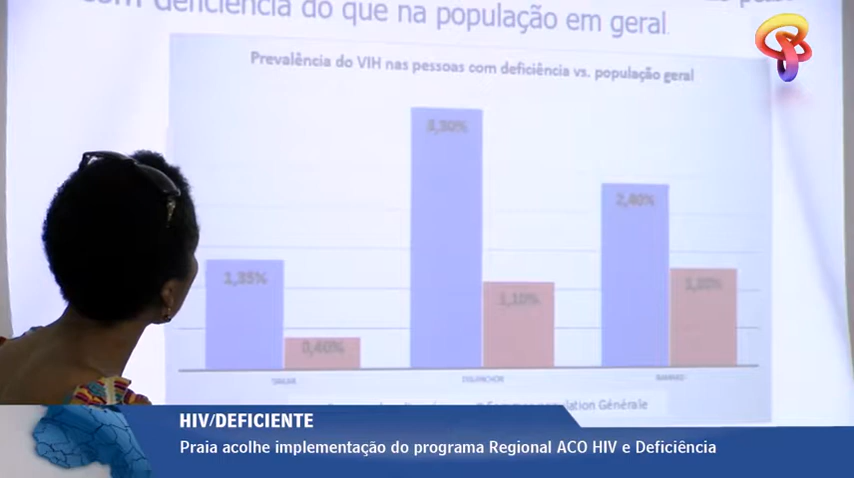 com deficiência do que na população em geral.
Prevalência do VIH nas pessoas com deficiência vs. população geral
3,30%
2,40%
1,35%
1,10%
0,40%
population Générale
HIV/DEFICIENTE
Praia acolhe implementação do programa Regional ACO HIV e Deficiência